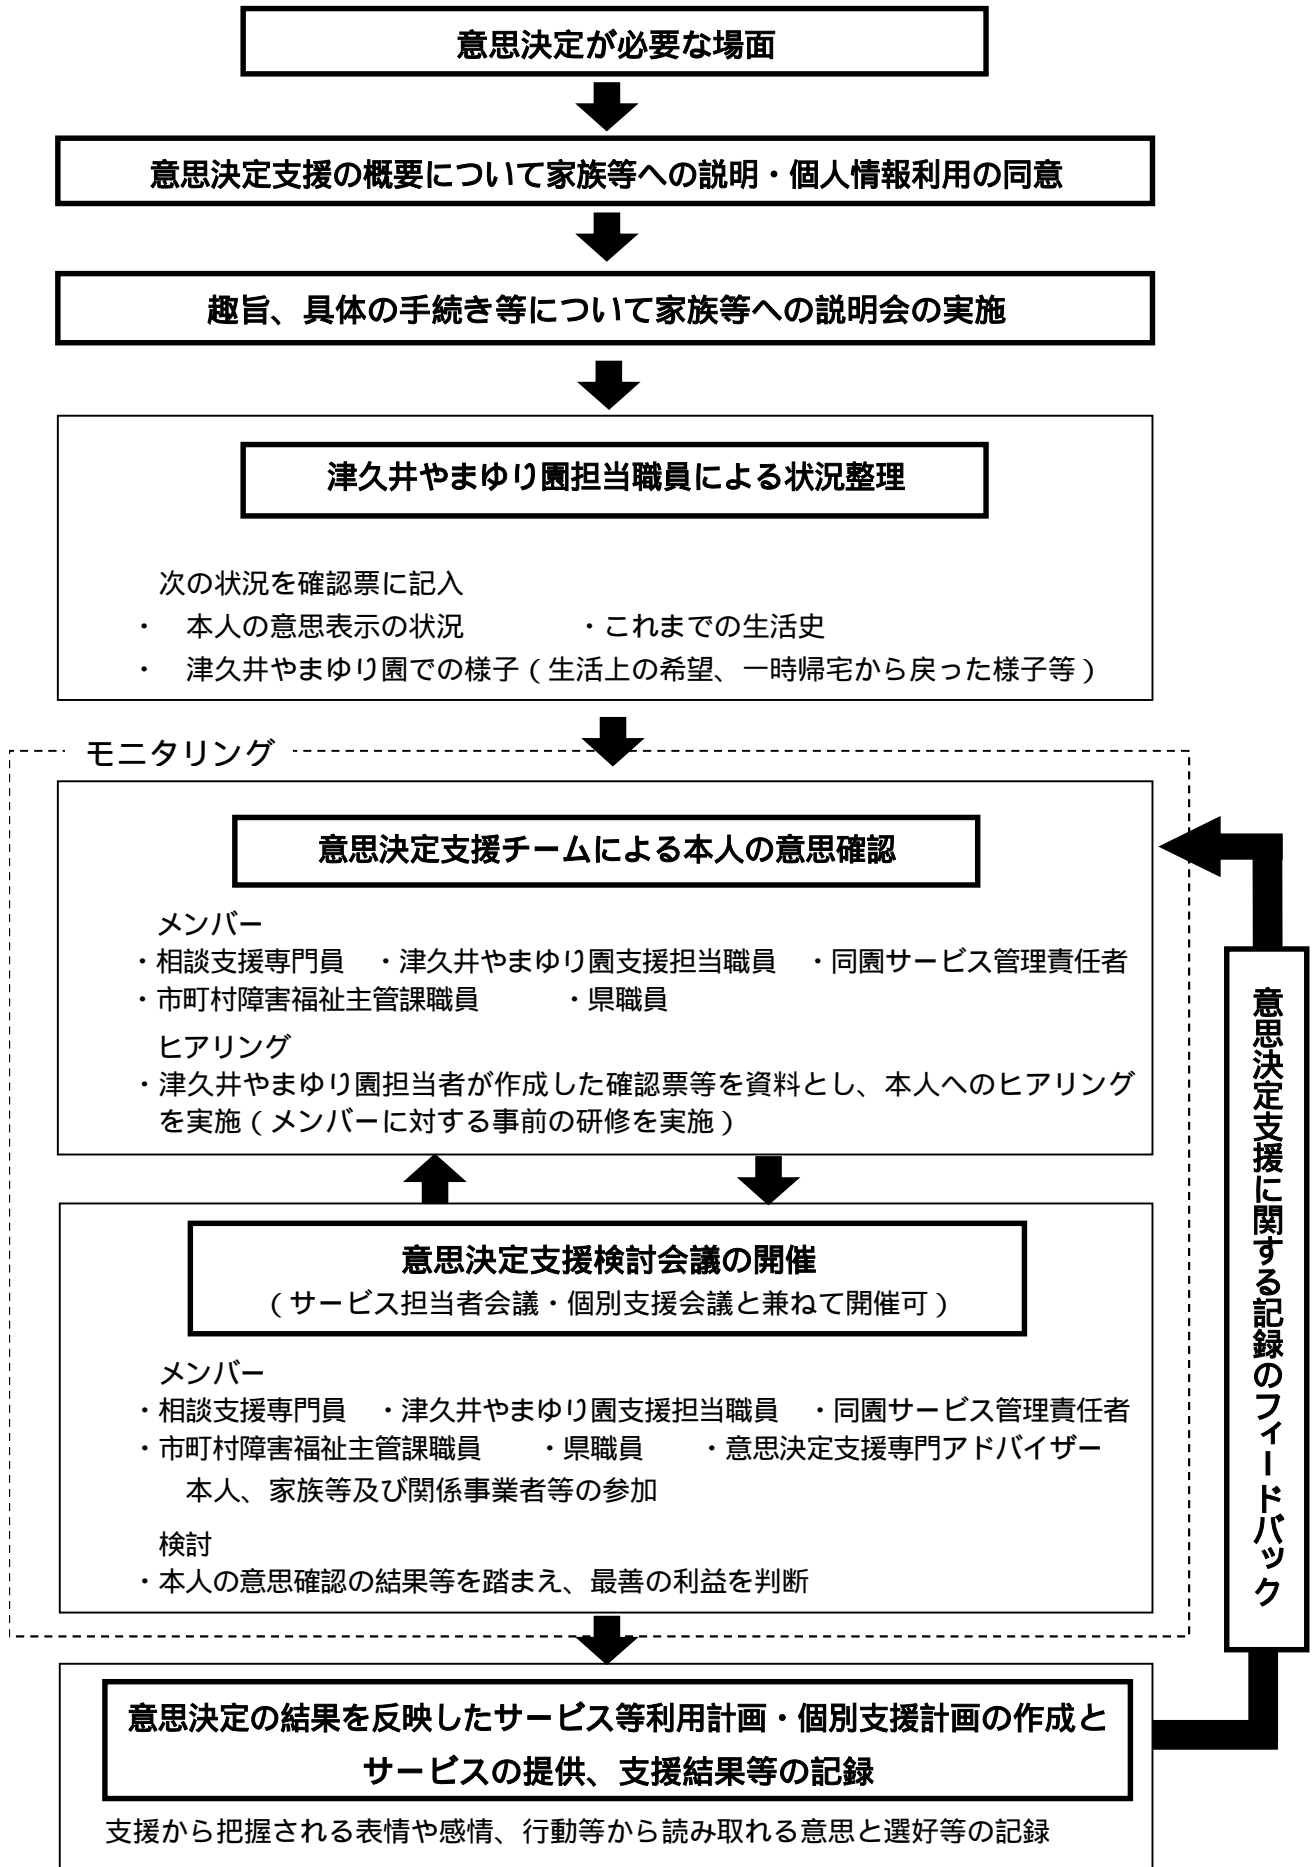 意思決定が必要な場面
意思決定支援の概要について家族等への説明・個人情報利用の同意
趣旨、具体の手続き等について家族等への説明会の実施
津久井やまゆり園担当職員による状況整理
次の状況を確認票に記入
・ 本人の意思表示の状況 ・これまでの生活史
・ 津久井やまゆり園での様子（生活上の希望、一時帰宅から戻った様子等）
モニタリング
意思決定支援チームによる本人の意思確認
メンバー
・相談支援専門員 ・津久井やまゆり園支援担当職員 ・同園サービス管理責任者
・市町村障害福祉主管課職員 ・県職員
ヒアリング
・津久井やまゆり園担当者が作成した確認票等を資料とし、本人へのヒアリング
を実施（メンバーに対する事前の研修を実施）
意思決定支援検討会議の開催
（サービス担当者会議・個別支援会議と兼ねて開催可）
メンバー
・相談支援専門員 ・津久井やまゆり園支援担当職員 ・同園サービス管理責任者
・市町村障害福祉主管課職員 ・県職員 ・意思決定支援専門アドバイザー
本人、家族等及び関係事業者等の参加
検討
・本人の意思確認の結果等を踏まえ、最善の利益を判断
意思決定の結果を反映したサービス等利用計画・個別支援計画の作成と
サービスの提供、支援結果等の記録
支援から把握される表情や感情、行動等から読み取れる意思と選好等の記録
意思決定支援に関する記録のフィードバック